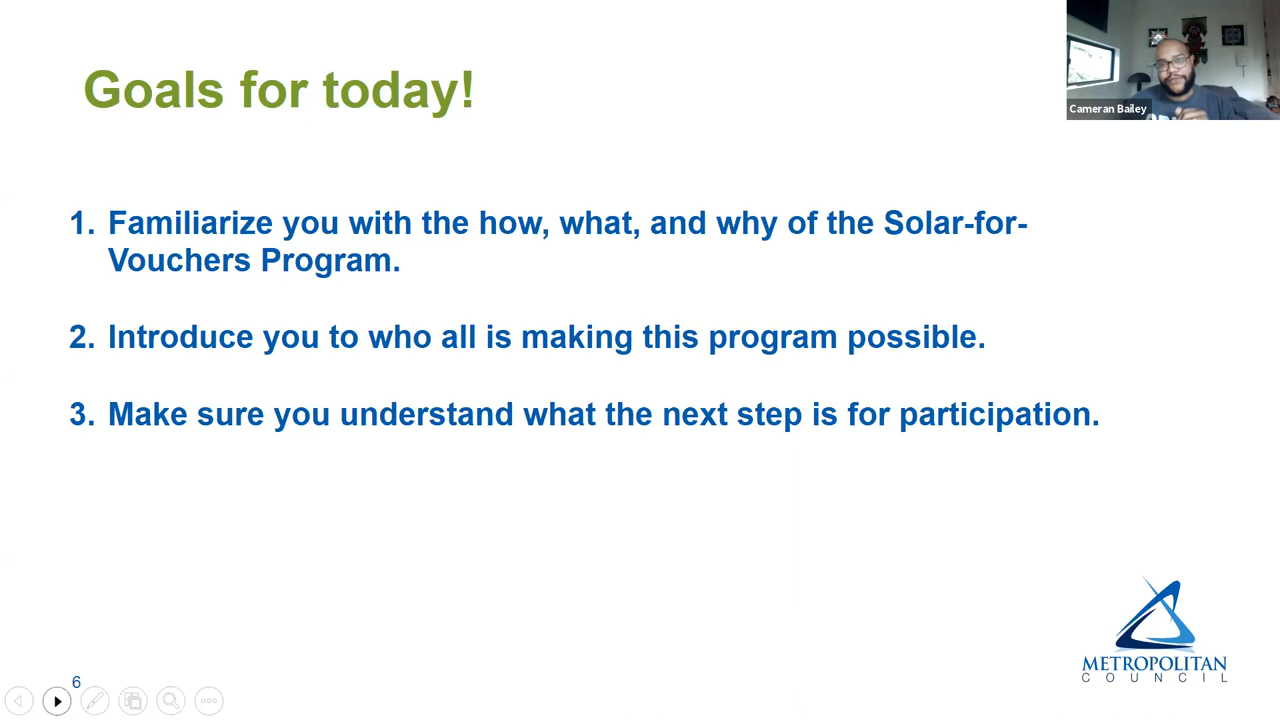 Goals for today!
Cameran Bailey
1. Familiarize you with the how, what, and why of the Solar-for-
Vouchers Program.
2. Introduce you to who all is making this program possible.
3. Make sure you understand what the next step is for participation.
METROPOLITAN
COUNCIL
6